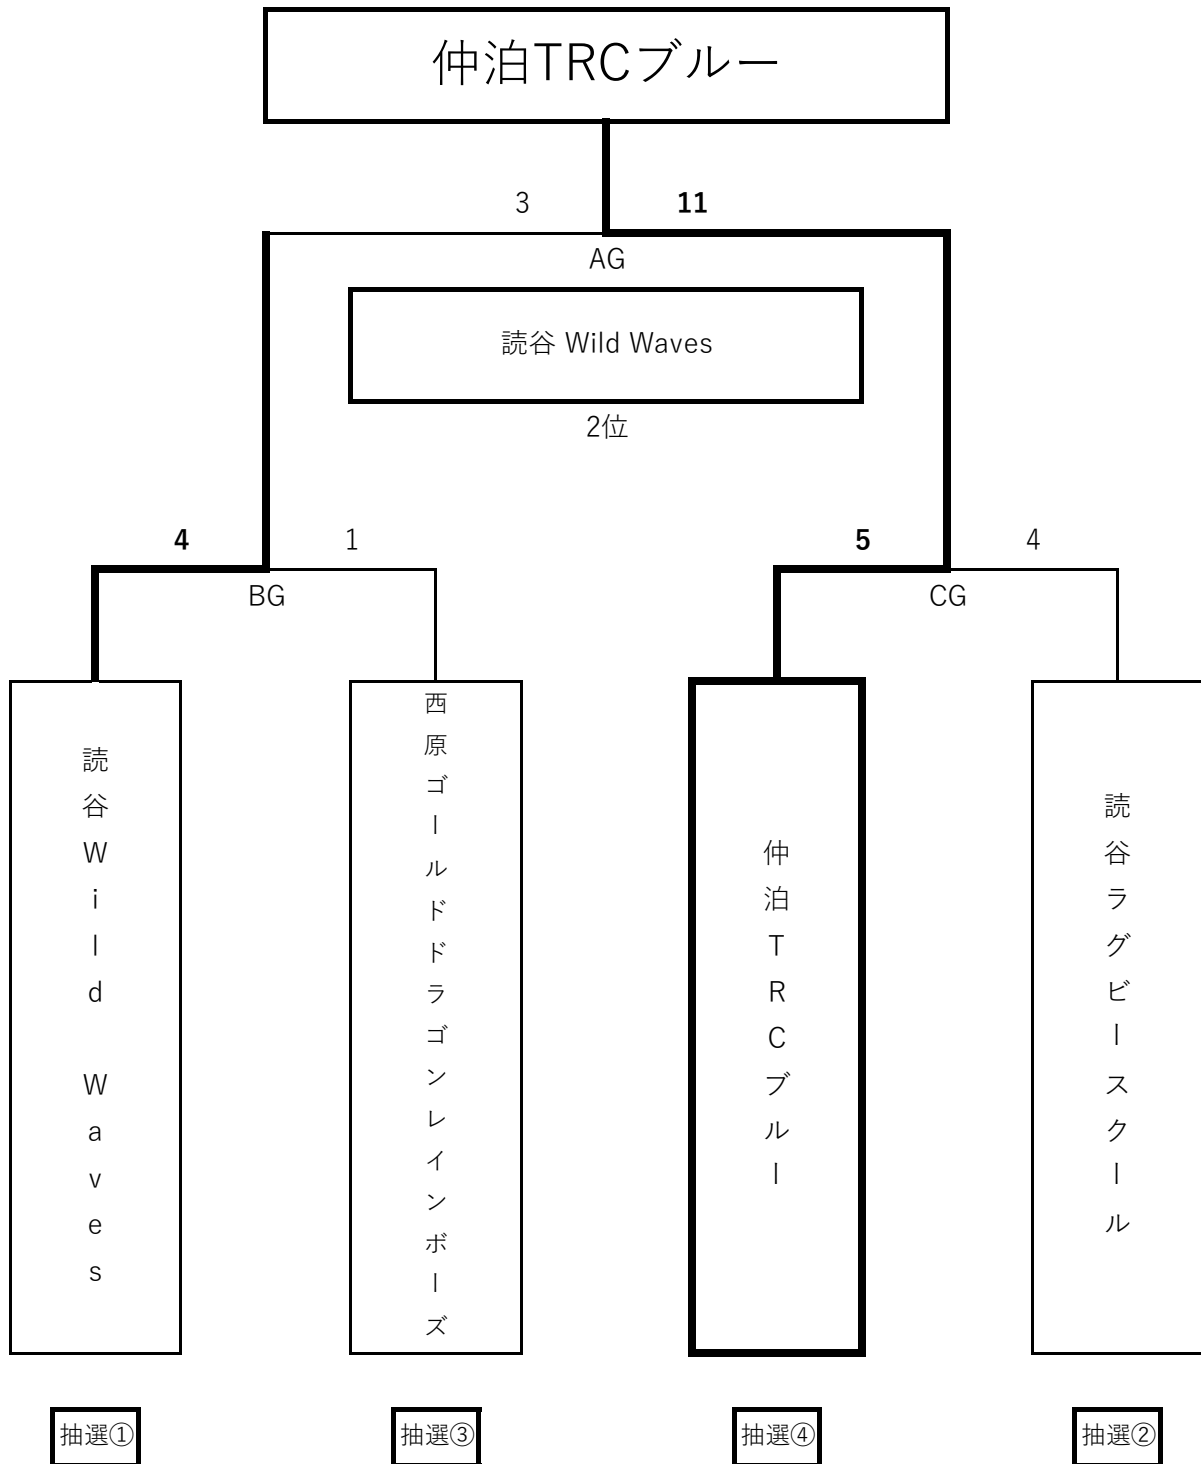 仲泊TRCブルー
3
11
AG
読谷 Wild Waves
2位
4
1
5
4
BG
CG
読谷Wild Waves
西原ゴールドドラゴンレインボーズ
仲泊TRCブルー
読谷ラグビースクール
抽選①
抽選③
抽選④
抽選②